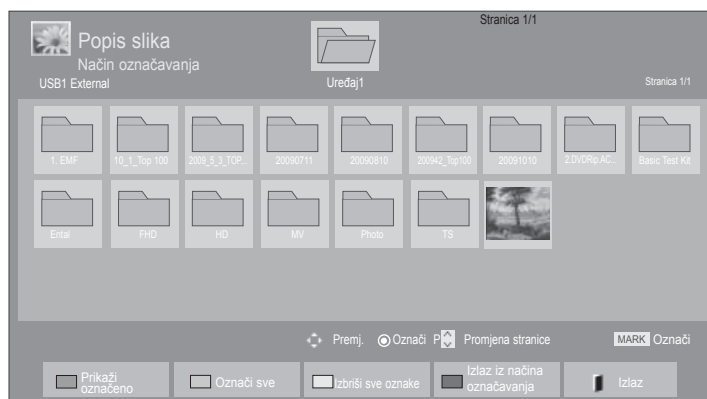 Stranica 1/1
Popis slika
Način označavanja
USB1 External
Uređaj1
Stranica 1/1
1. EMF
10_1_Top 100
2009_5_3_TOP...
20090711
20090810
200942_Top100
20091010
2.DVDRip.AC...
Basic Test Kit
Ental
FHD
HD
MV
Photo
TS
Premj.
Označi
P
Promjena stranice
MARK Označi
Prikaži
označeno
Označi sve
Izbriši sve oznake
Izlaz iz načina
označavanja
Izlaz